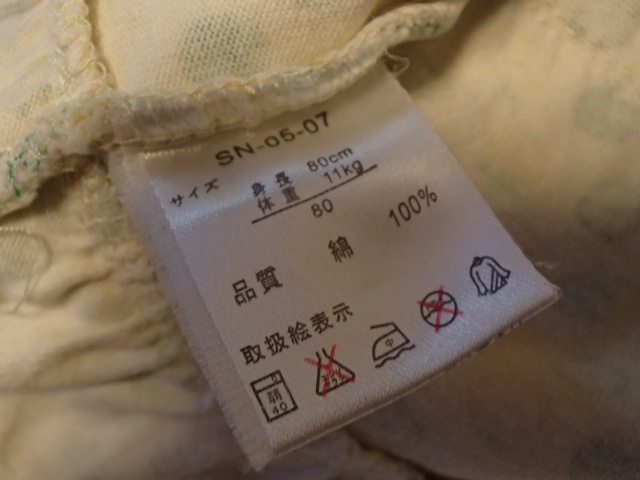 SN-05-07
サイズ 身長 80cm
体重 11kg
80
品質 綿 100%
取扱絵表示
40
中